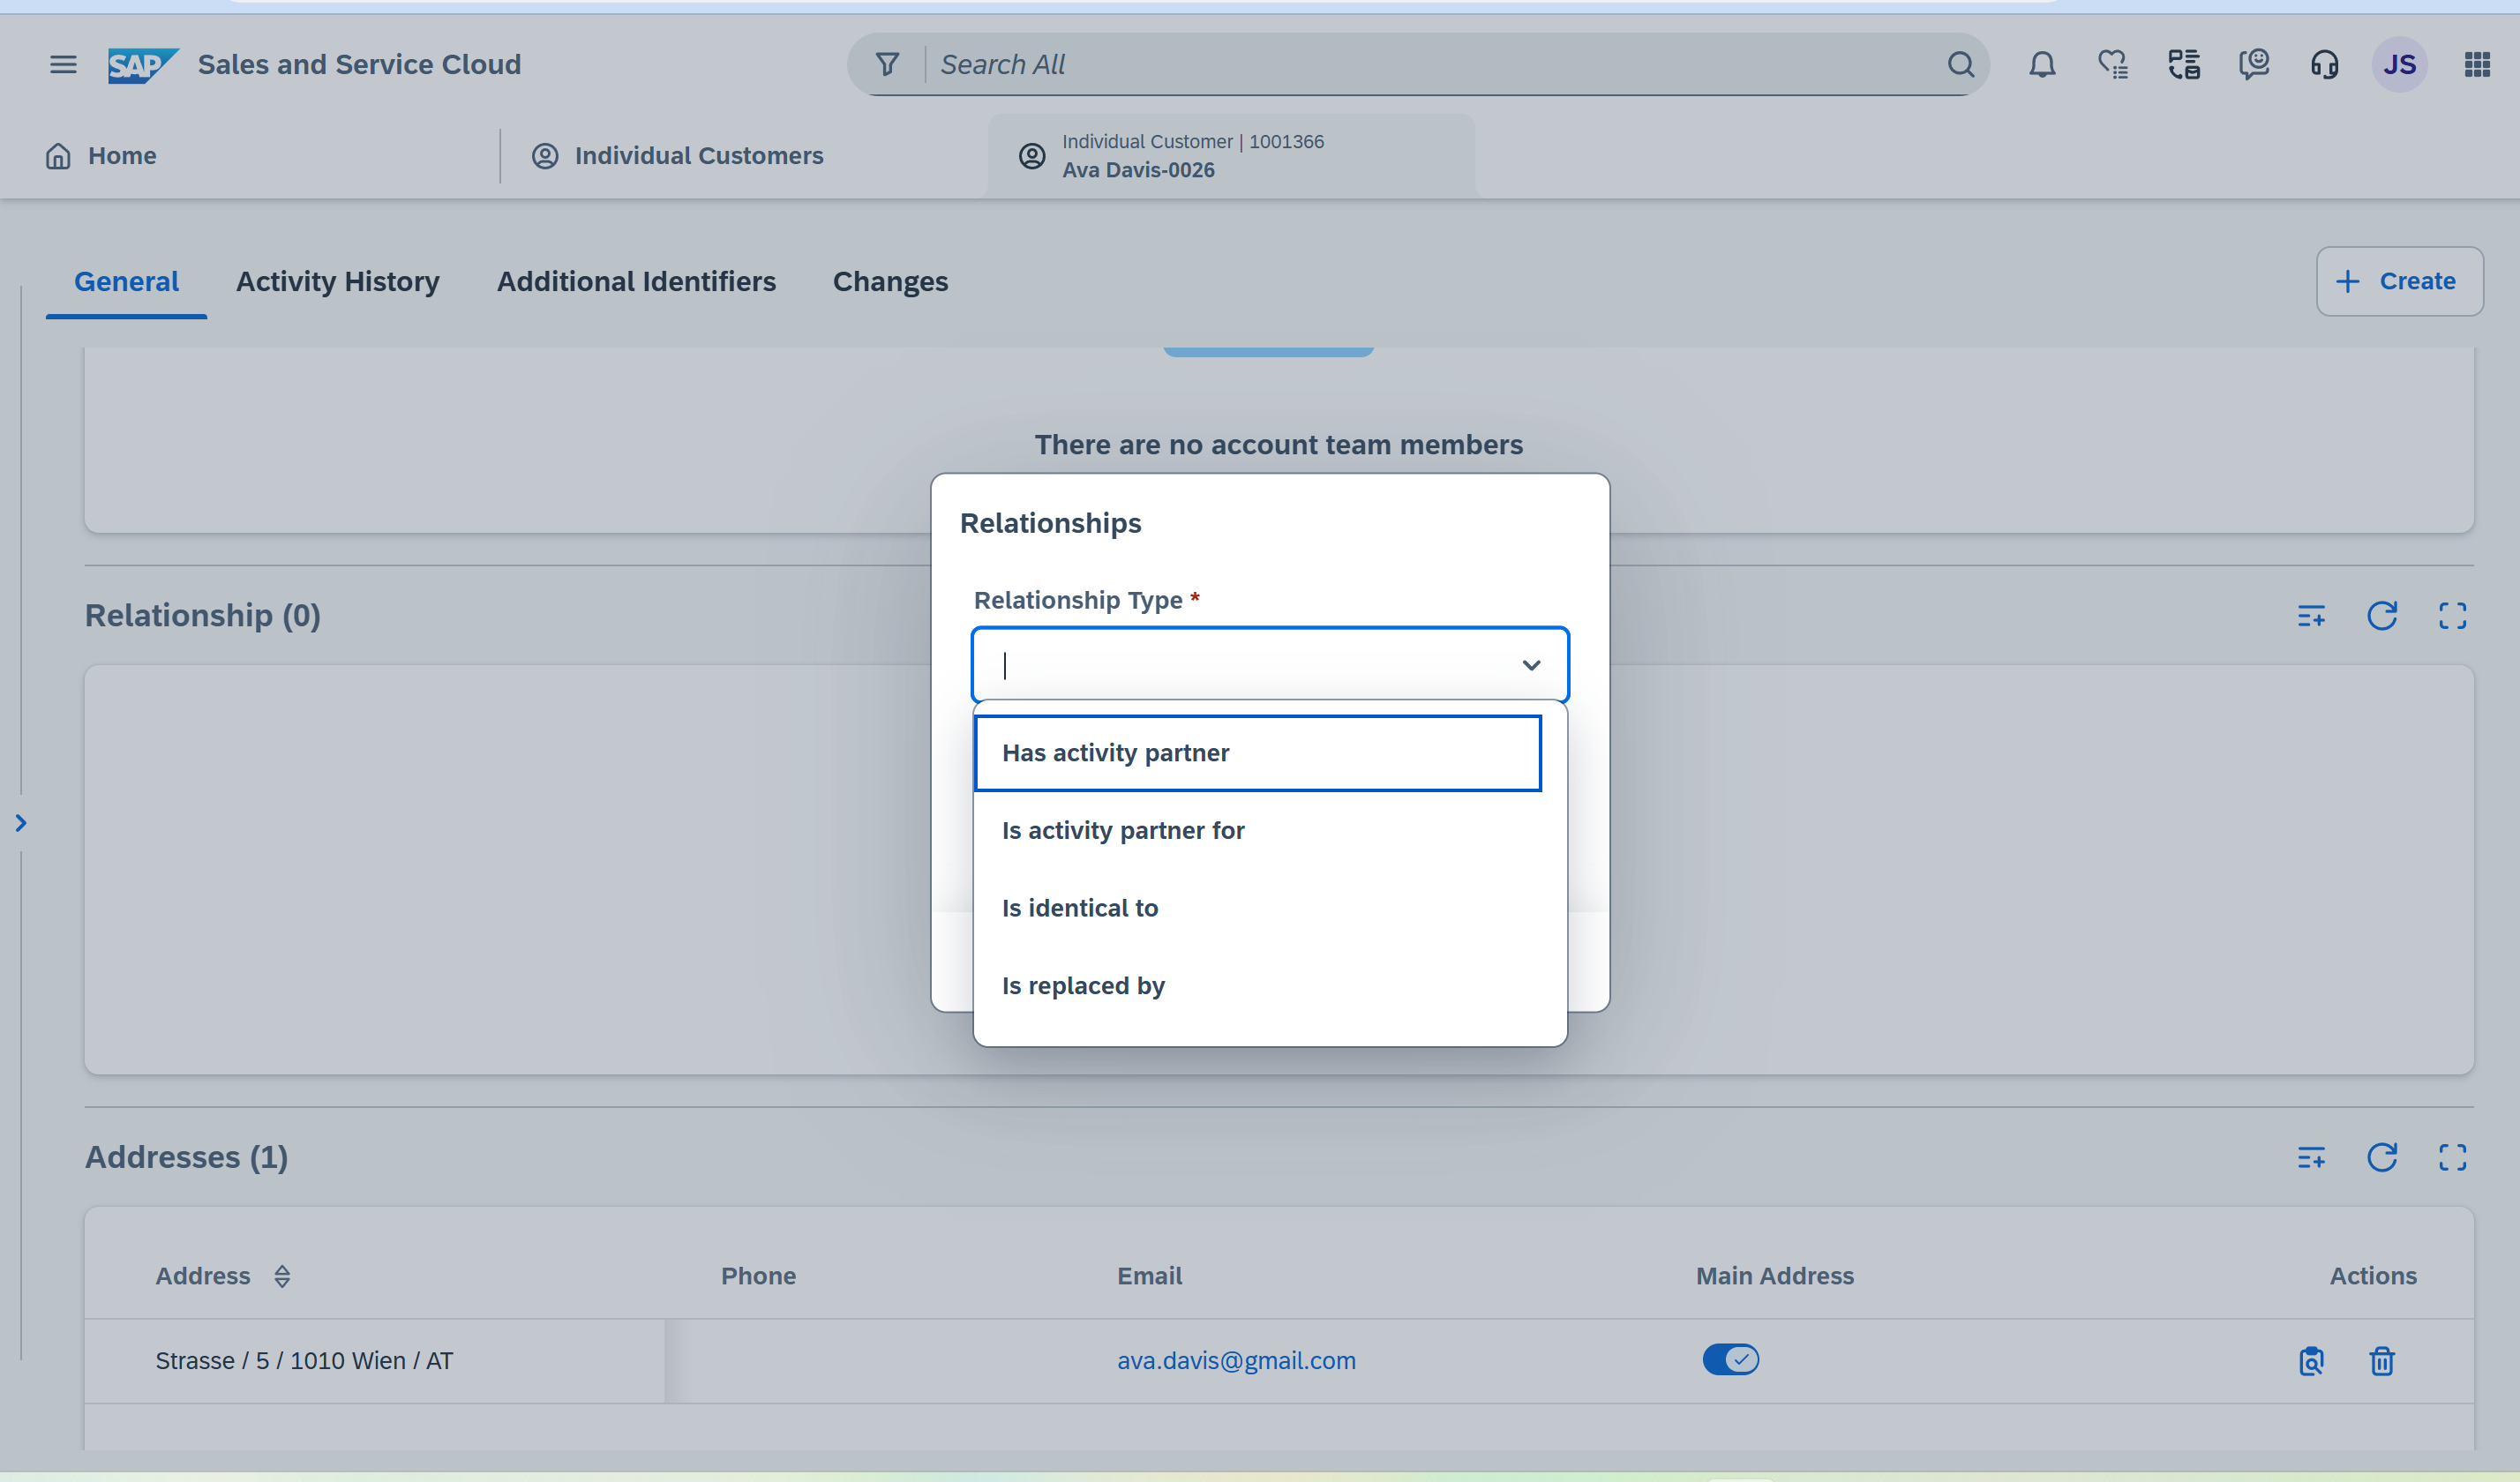 SAP Sales and Service Cloud
Search All
JS
Home
Individual Customers
Individual Customer | 1001366
Ava Davis-0026
General
Activity History
Additional Identifiers
Changes
Create
There are no account team members
Relationships
Relationship Type *
Relationship (0)
Has activity partner
Is activity partner for
Is identical to
Is replaced by
Addresses (1)
Address
Phone
Email
Main Address
Actions
Strasse / 5 / 1010 Wien / AT
ava.davis@gmail.com